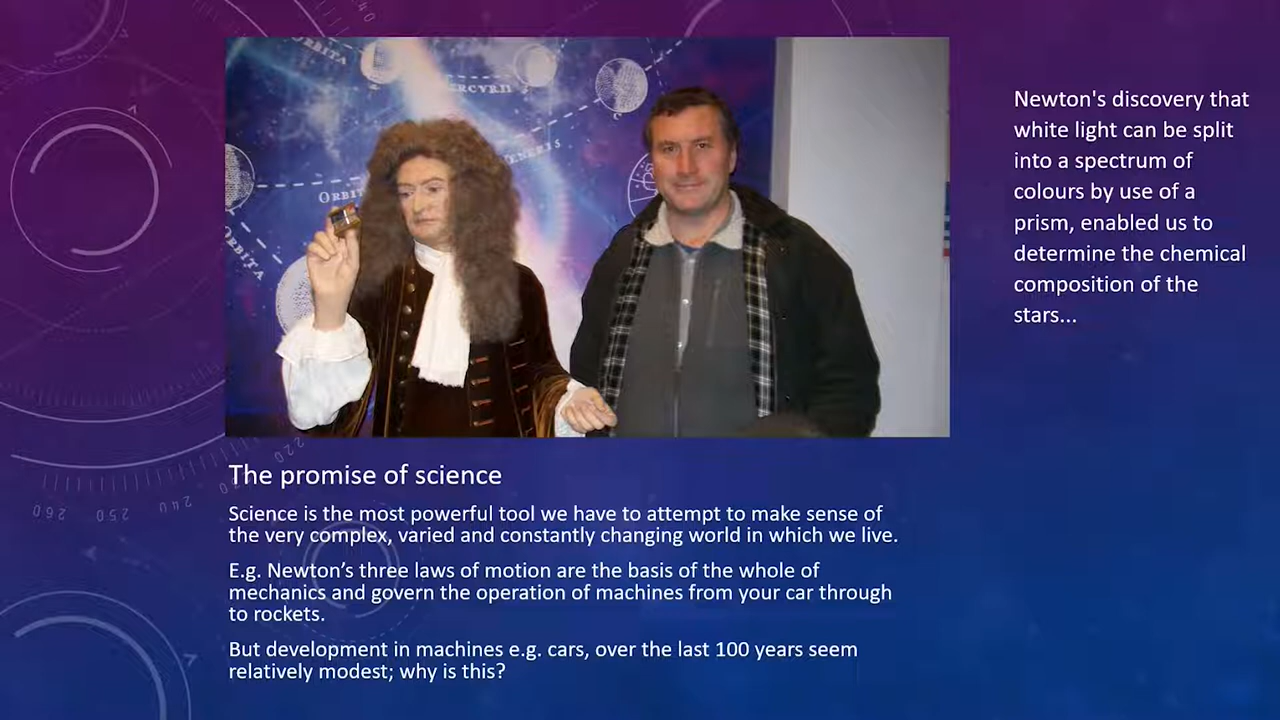 ORBITA
ERCVRII
VENERIS
ORBIT
ORBITA
Newton's discovery that
white light can be split
into a spectrum of
colours by use of a
prism, enabled us to
determine the chemical
composition of the
stars...
The promise of science
Science is the most powerful tool we have to attempt to make sense of
the very complex, varied and constantly changing world in which we live.
E.g. Newton’s three laws of motion are the basis of the whole of
mechanics and govern the operation of machines from your car through
to rockets.
But development in machines e.g. cars, over the last 100 years seem
relatively modest; why is this?
40
220
240
250
260